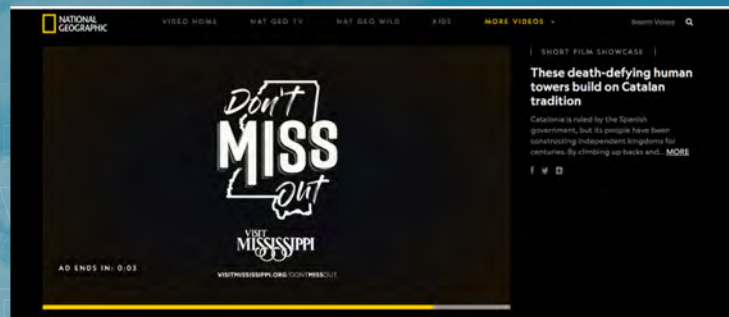 NATIONAL
GEOGRAPHIC
VIDEO HOME NAT GEO TV NAT GEO WILD KIDS MORE VIDEOS Search Videos
SHORT FILM SHOWCASE
These death-defying human
towers build on Catalan
tradition
Catalonia is ruled by the Spanish
government, but its people have been
constructing independent kingdoms for
centuries. By climbing up backs and... MORE
Don't
MISS
Out
VISIT
MISSISSIPPI
AD ENDS IN: 0:03
VISITMISSISSIPPI.ORG/DONTMISSOUT